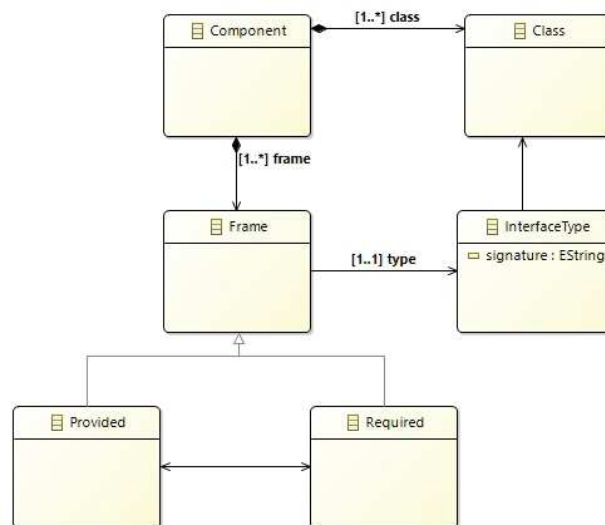 Component
[1..*] class
Class
[1..*] frame
Frame
InterfaceType
signature : EString
[1..1] type
Provided
Required